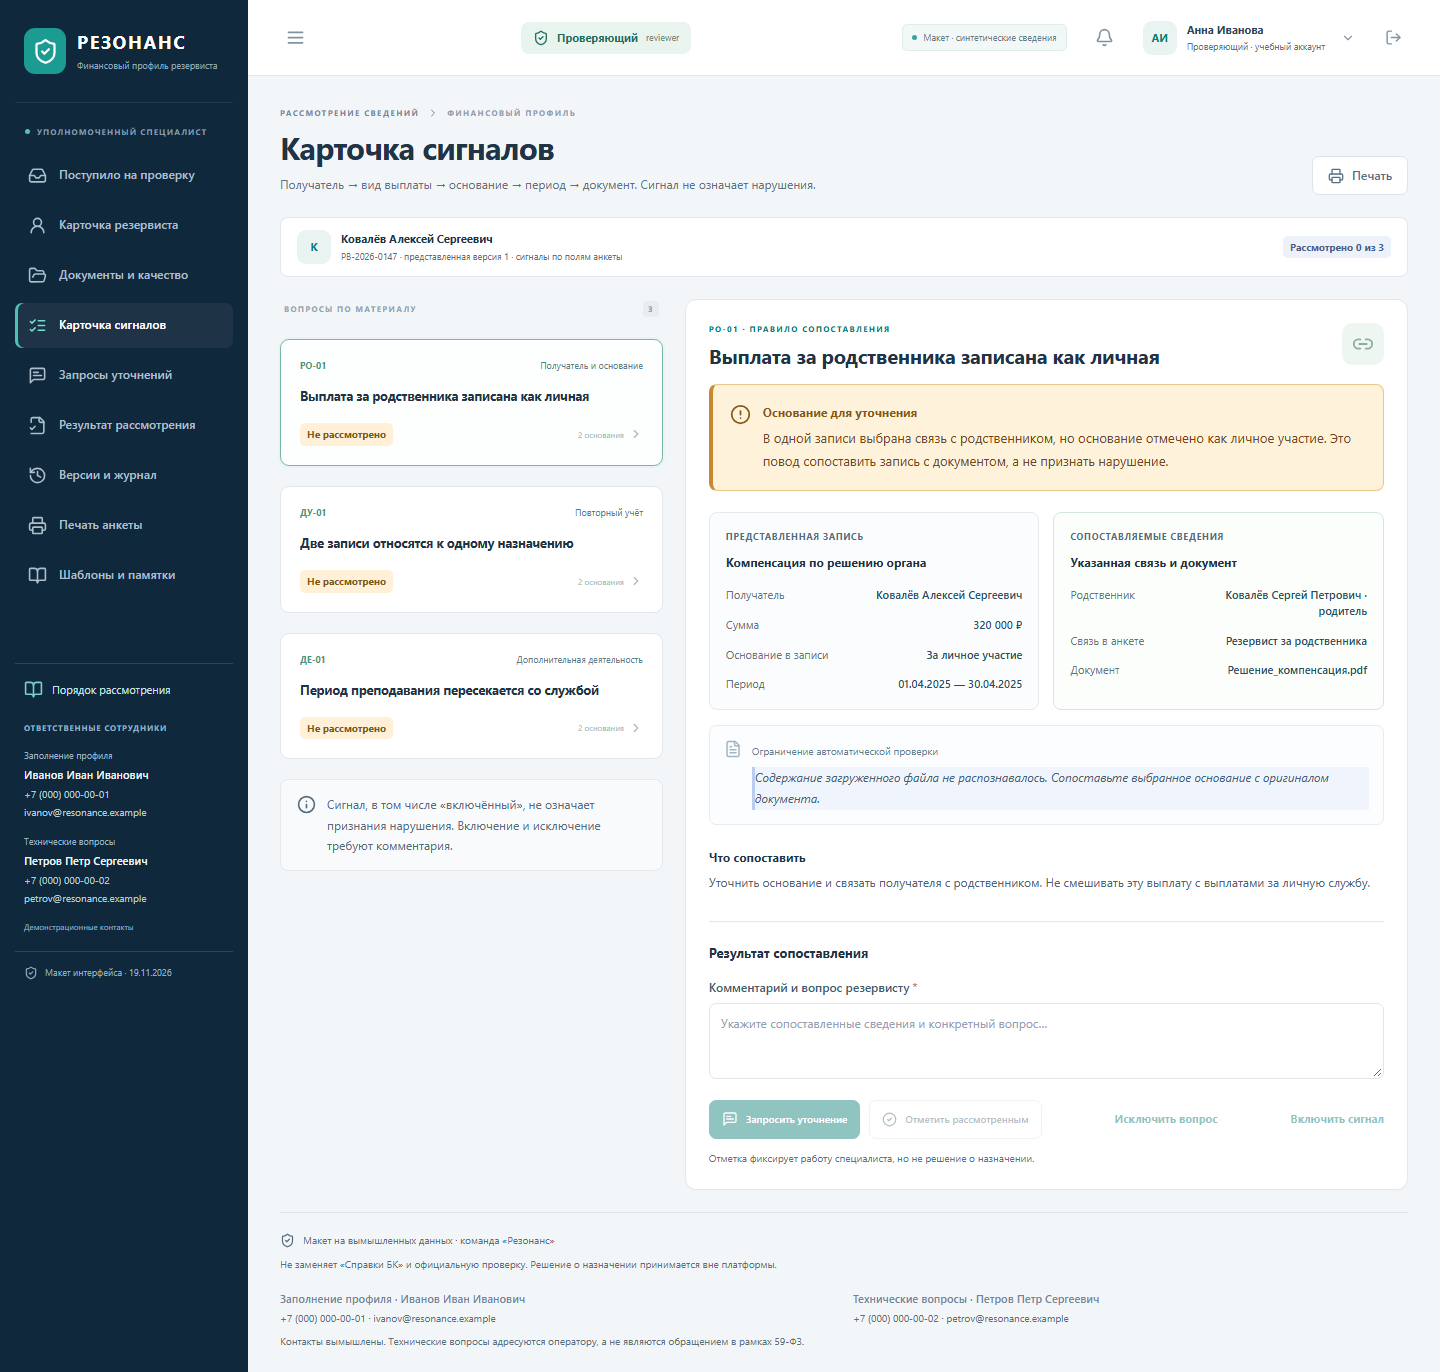 РЕЗОНАНС
Финансовый профиль резервиста
УПОЛНОМОЧЕННЫЙ СПЕЦИАЛИСТ
Поступило на проверку
Карточка резервиста
Документы и качество
Карточка сигналов
Запросы уточнений
Результат рассмотрения
Версии и журнал
Печать анкеты
Шаблоны и памятки
Порядок рассмотрения
ОТВЕТСТВЕННЫЕ СОТРУДНИКИ
Заполнение профиля
Иванов Иван Иванович
+7 (000) 000-00-01
ivanov@resonance.example
Технические вопросы
Петров Петр Сергеевич
+7 (000) 000-00-02
petrov@resonance.example
Демонстрационные контакты
Макет интерфейса · 19.11.2026
Проверяющий reviewer
Макет · синтетические сведения
АИ
Анна Иванова
Проверяющий · учебный аккаунт
РАССМОТРЕНИЕ СВЕДЕНИЙ > ФИНАНСОВЫЙ ПРОФИЛЬ
Карточка сигналов
Получатель → вид выплаты → основание → период → документ. Сигнал не означает нарушения.
Печать
К
Ковалёв Алексей Сергеевич
РВ-2026-0147 · представленная версия 1 · сигналы по полям анкеты
Рассмотрено 0 из 3
ВОПРОСЫ ПО МАТЕРИАЛУ 3
РО-01 Получатель и основание
Выплата за родственника записана как личная
Не рассмотрено 2 основания
ДУ-01 Повторный учёт
Две записи относятся к одному назначению
Не рассмотрено 2 основания
ДЕ-01 Дополнительная деятельность
Период преподавания пересекается со службой
Не рассмотрено 2 основания
Сигнал, в том числе «включённый», не означает
признания нарушения. Включение и исключение
требуют комментария.
РО-01 · ПРАВИЛО СОПОСТАВЛЕНИЯ
Выплата за родственника записана как личная
Основание для уточнения
В одной записи выбрана связь с родственником, но основание отмечено как личное участие. Это
повод сопоставить запись с документом, а не признать нарушение.
ПРЕДСТАВЛЕННАЯ ЗАПИСЬ
Компенсация по решению органа
Получатель Ковалёв Алексей Сергеевич
Сумма 320 000 ₽
Основание в записи За личное участие
Период 01.04.2025 — 30.04.2025
СОПОСТАВЛЯЕМЫЕ СВЕДЕНИЯ
Указанная связь и документ
Родственник Ковалёв Сергей Петрович ·
родитель
Связь в анкете Резервист за родственника
Документ Решение_компенсация.pdf
Ограничение автоматической проверки
Содержание загруженного файла не распознавалось. Сопоставьте выбранное основание с оригиналом
документа.
Что сопоставить
Уточнить основание и связать получателя с родственником. Не смешивать эту выплату с выплатами за личную службу.
Результат сопоставления
Комментарий и вопрос резервисту *
Укажите сопоставленные сведения и конкретный вопрос...
Запросить уточнение
Отметить рассмотренным
Исключить вопрос
Включить сигнал
Отметка фиксирует работу специалиста, но не решение о назначении.
Макет на вымышленных данных · команда «Резонанс»
Не заменяет «Справки БК» и официальную проверку. Решение о назначении принимается вне платформы.
Заполнение профиля · Иванов Иван Иванович
+7 (000) 000-00-01 · ivanov@resonance.example
Технические вопросы · Петров Петр Сергеевич
+7 (000) 000-00-02 · petrov@resonance.example
Контакты вымышлены. Технические вопросы адресуются оператору, а не являются обращением в рамках 59-ФЗ.